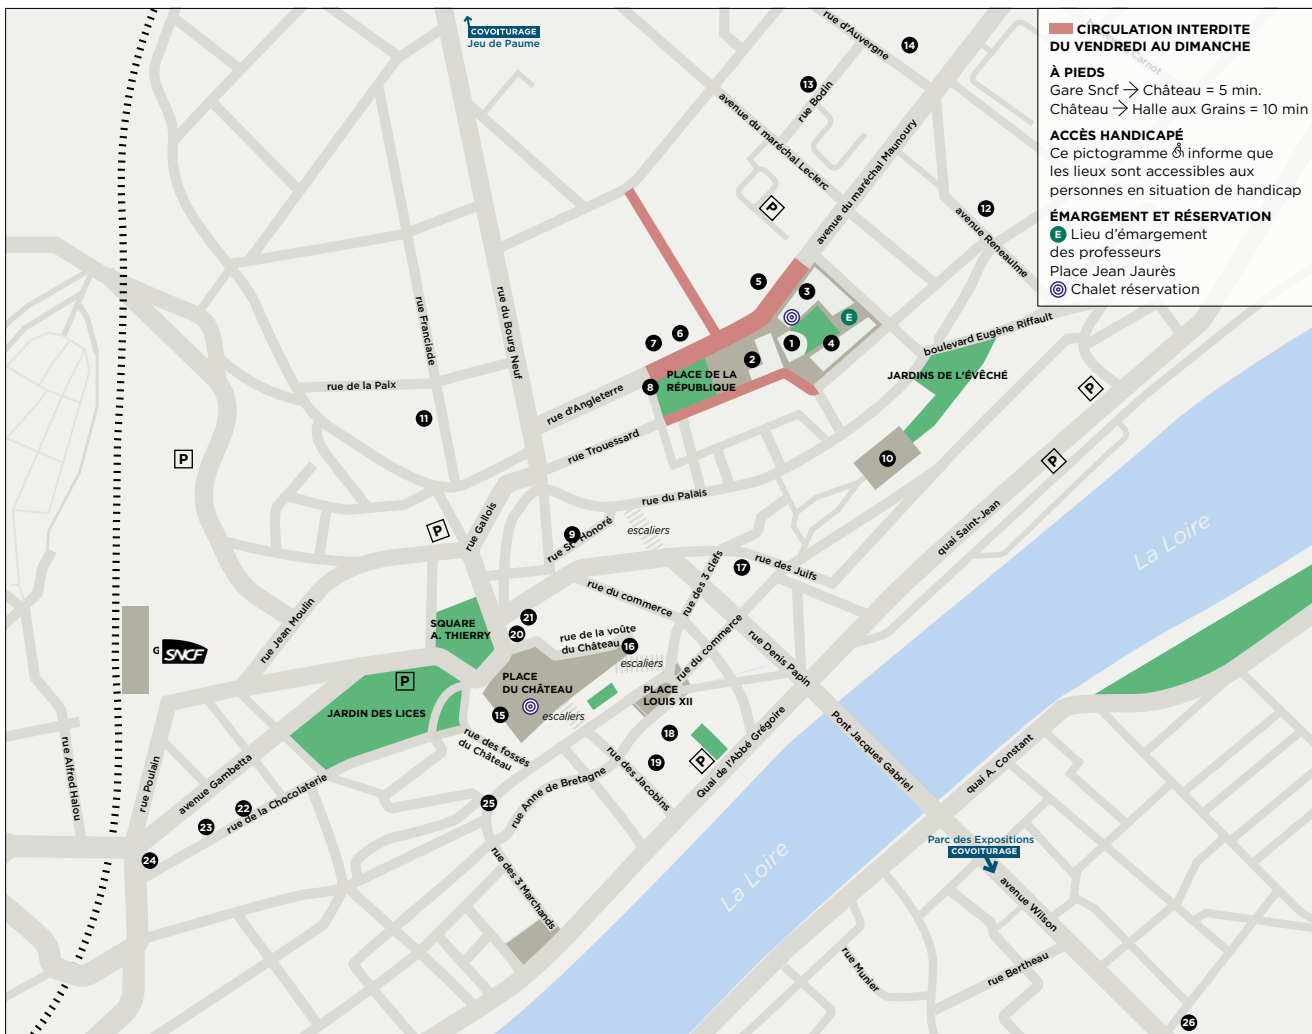 COVOITURAGE
Jeu de Paume
CIRCULATION INTERDITE
DU VENDREDI AU DIMANCHE
À PIEDS
Gare Sncf → Château = 5 min.
Château → Halle aux Grains = 10 min
ACCÈS HANDICAPÉ
Ce pictogramme informe que
les lieux sont accessibles aux
personnes en situation de handicap
ÉMARGEMENT ET RÉSERVATION
E Lieu d'émargement
des professeurs
Place Jean Jaurès
Chalet réservation
rue d'Auvergne
14
13
rue Bodin
avenue du maréchal Leclerc
avenue du maréchal Maunoury
P
12
avenue Reneaulme
5
3
E
6
7
1
4
2
boulevard Eugène Riffault
PLACE DE LA
RÉPUBLIQUE
8
JARDINS DE L'ÉVÊCHÉ
P
rue Franciade
rue du Bourg Neuf
rue de la Paix
rue d'Angleterre
11
rue Trouessard
P
10
P
rue du Palais
P
rue Gallois
9
rue St Honoré
escaliers
quai Saint-Jean
La Loire
17
rue des Juifs
rue des 3 clefs
rue du commerce
rue Jean Moulin
SQUARE
A. THIERRY
21
20
rue de la voûte
du Château
16
escaliers
rue du commerce
rue Denis Papin
G
SNCF
P
PLACE
DU CHÂTEAU
PLACE
LOUIS XII
JARDIN DES LICES
15
escaliers
rue des fossés
du Château
18
19
P
rue des Jacobins
Quai de l'Abbé Grégoire
Pont Jacques Gabriel
quai A. Constant
rue Alfred Halou
rue Poulain
avenue Gambetta
rue de la Chocolaterie
22
23
24
25
rue Anne de Bretagne
rue des 3 Marchands
La Loire
Parc des Expositions
COVOITURAGE
avenue Wilson
rue Munier
rue Bertheau
26